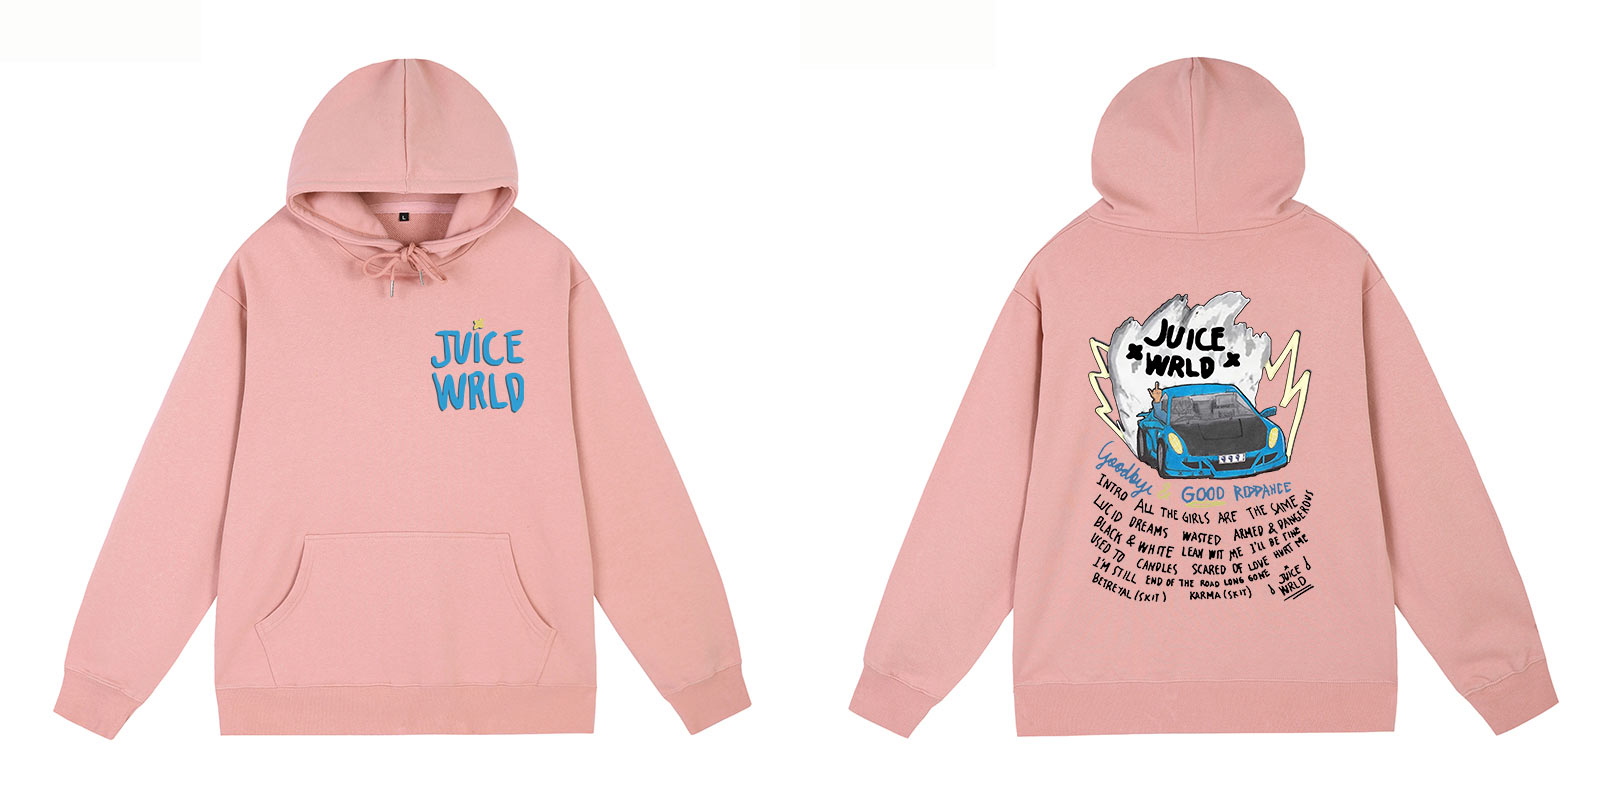 L
JUICE
WRLD
JUICE
WRLD
999
Goodbye & GOOD RIDDANCE
INTRO ALL THE GIRLS ARE THE SAME
LUCID DREAMS WASTED ARMED & DANGEROUS
BLACK & WHITE LEAN WIT ME I'LL BE FINE
USED TO CANDLES SCARED OF LOVE HURT ME
I'M STILL END OF THE ROAD LONG GONE
BETRETAL (SKIT) KARMA (SKIT)
JUICE
WRLD